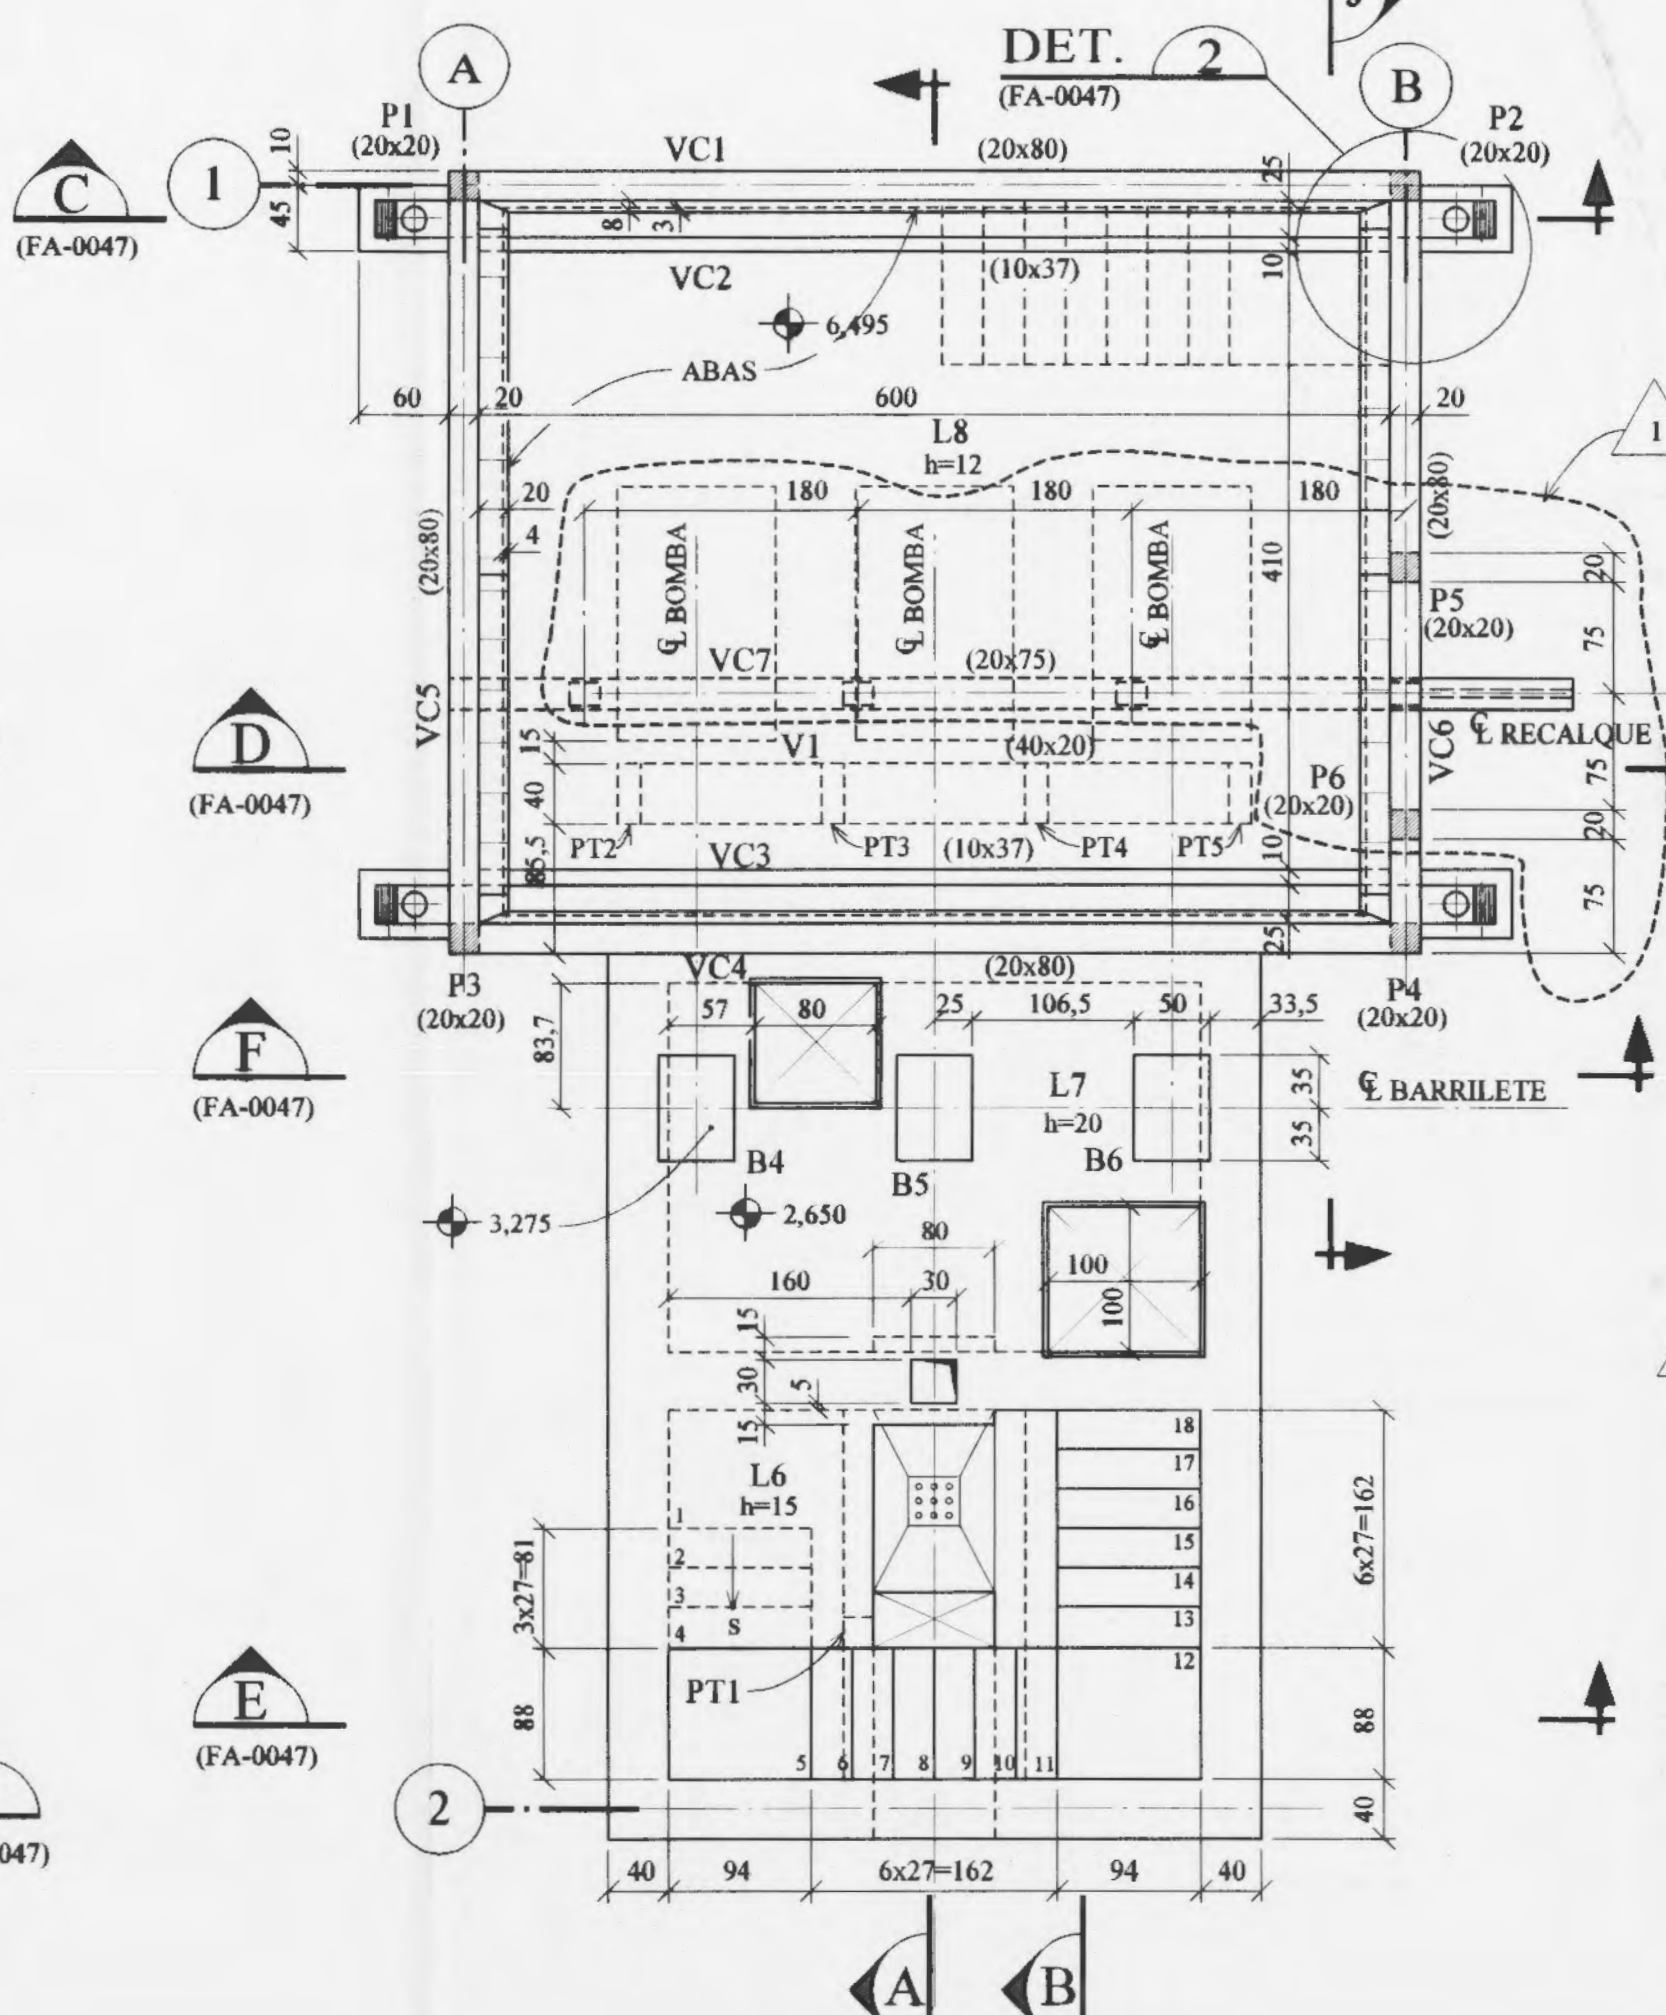 DET. 2
(FA-0047)
A
B
P1
(20x20)
VC1
(20x80)
P2
(20x20)
C
(FA-0047)
1
10
45
25
8
3
VC2
(10x37)
10
6,495
ABAS
60
20
600
20
L8
h=12
1
20
180
180
180
(20x80)
(20x80)
4
℄ BOMBA
℄ BOMBA
℄ BOMBA
410
20
P5
(20x20)
75
VC7
(20x75)
VC5
D
(FA-0047)
15
V1
(40x20)
VC6
℄ RECALQUE
75
40
P6
(20x20)
20
PT2
PT3
(10x37)
PT4
PT5
VC3
10
85,5
75
25
P3
(20x20)
VC4
(20x80)
P4
(20x20)
57
80
25
106,5
50
33,5
83,7
F
(FA-0047)
L7
h=20
35
35
℄ BARRILETE
B4
B5
B6
3,275
2,650
80
160
30
100
100
15
30
5
15
L6
h=15
18
17
16
15
14
13
12
1
2
3
4
S
3x27=81
6x27=162
E
(FA-0047)
PT1
88
88
5
6
7
8
9
10
11
2
40
047)
40
94
6x27=162
94
40
A
B